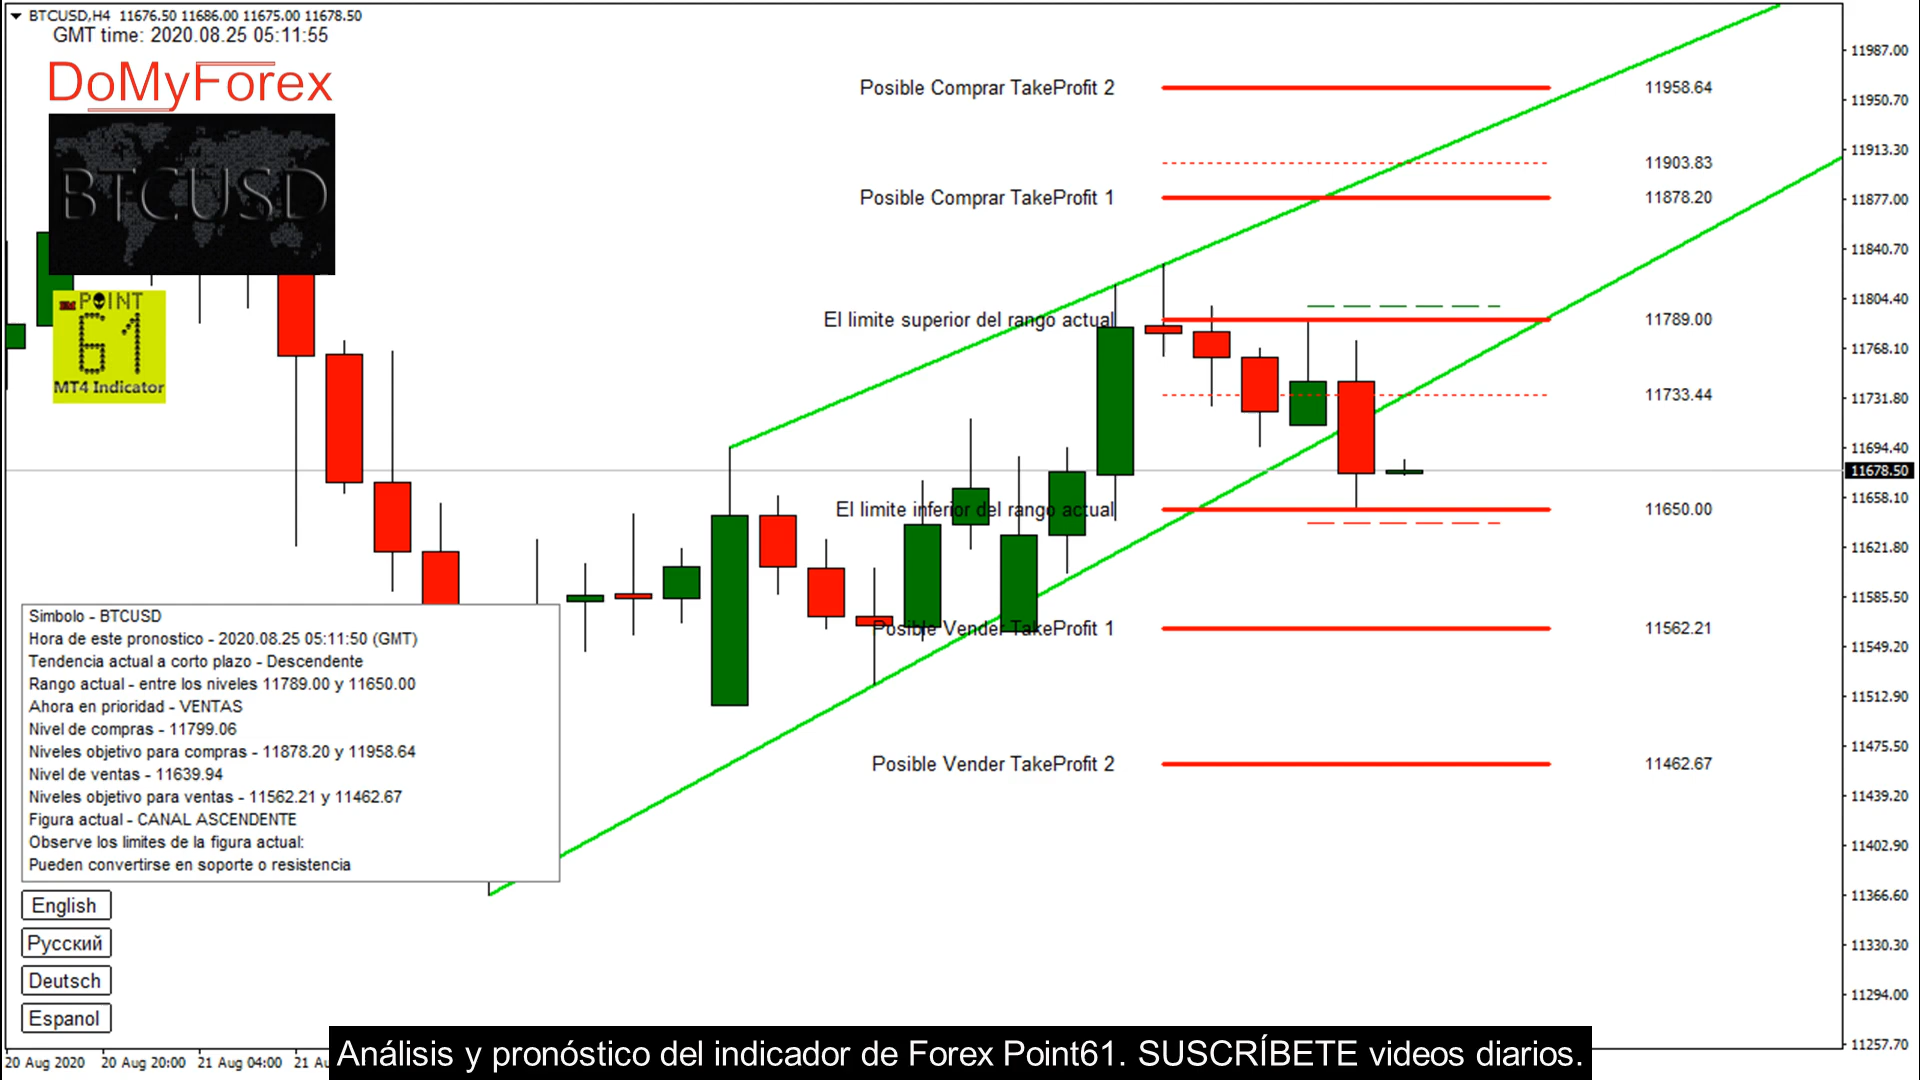 BTCUSD,H4 11676.50 11686.00 11675.00 11678.50
GMT time: 2020.08.25 05:11:55
DoMyForex
BTCUSD
POINT
61
MT4 Indicator
Posible Comprar TakeProfit 2
11958.64
11903.83
Posible Comprar TakeProfit 1
11878.20
El limite superior del rango actual
11789.00
11733.44
El limite inferior del rango actual
11650.00
Posible Vender TakeProfit 1
11562.21
Posible Vender TakeProfit 2
11462.67
11987.00
11950.70
11913.30
11877.00
11840.70
11804.40
11768.10
11731.80
11694.40
11678.50
11658.10
11621.80
11585.50
11549.20
11512.90
11475.50
11439.20
11402.90
11366.60
11330.30
11294.00
11257.70
Simbolo - BTCUSD
Hora de este pronostico - 2020.08.25 05:11:50 (GMT)
Tendencia actual a corto plazo - Descendente
Rango actual - entre los niveles 11789.00 y 11650.00
Ahora en prioridad - VENTAS
Nivel de compras - 11799.06
Niveles objetivo para compras - 11878.20 y 11958.64
Nivel de ventas - 11639.94
Niveles objetivo para ventas - 11562.21 y 11462.67
Figura actual - CANAL ASCENDENTE
Observe los limites de la figura actual:
Pueden convertirse en soporte o resistencia
English
Русский
Deutsch
Espanol
20 Aug 2020 20 Aug 20:00 21 Aug 04:00 21 Au
Análisis y pronóstico del indicador de Forex Point61. SUSCRÍBETE videos diarios.